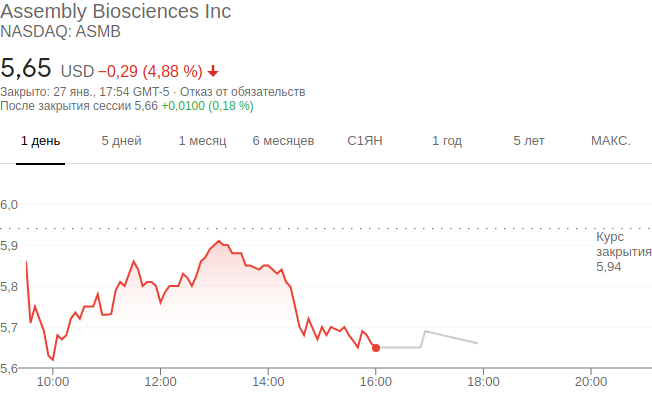 Assembly Biosciences Inc
NASDAQ: ASMB
5,65 USD −0,29 (4,88 %)
Закрыто: 27 янв., 17:54 GMT-5 · Отказ от обязательств
После закрытия сессии 5,66 +0,0100 (0,18 %)
1 день 5 дней 1 месяц 6 месяцев С1ЯН 1 год 5 лет МАКС.
6,0
5,9
5,8
5,7
5,6
Курс
закрытия
5,94
10:00 12:00 14:00 16:00 18:00 20:00